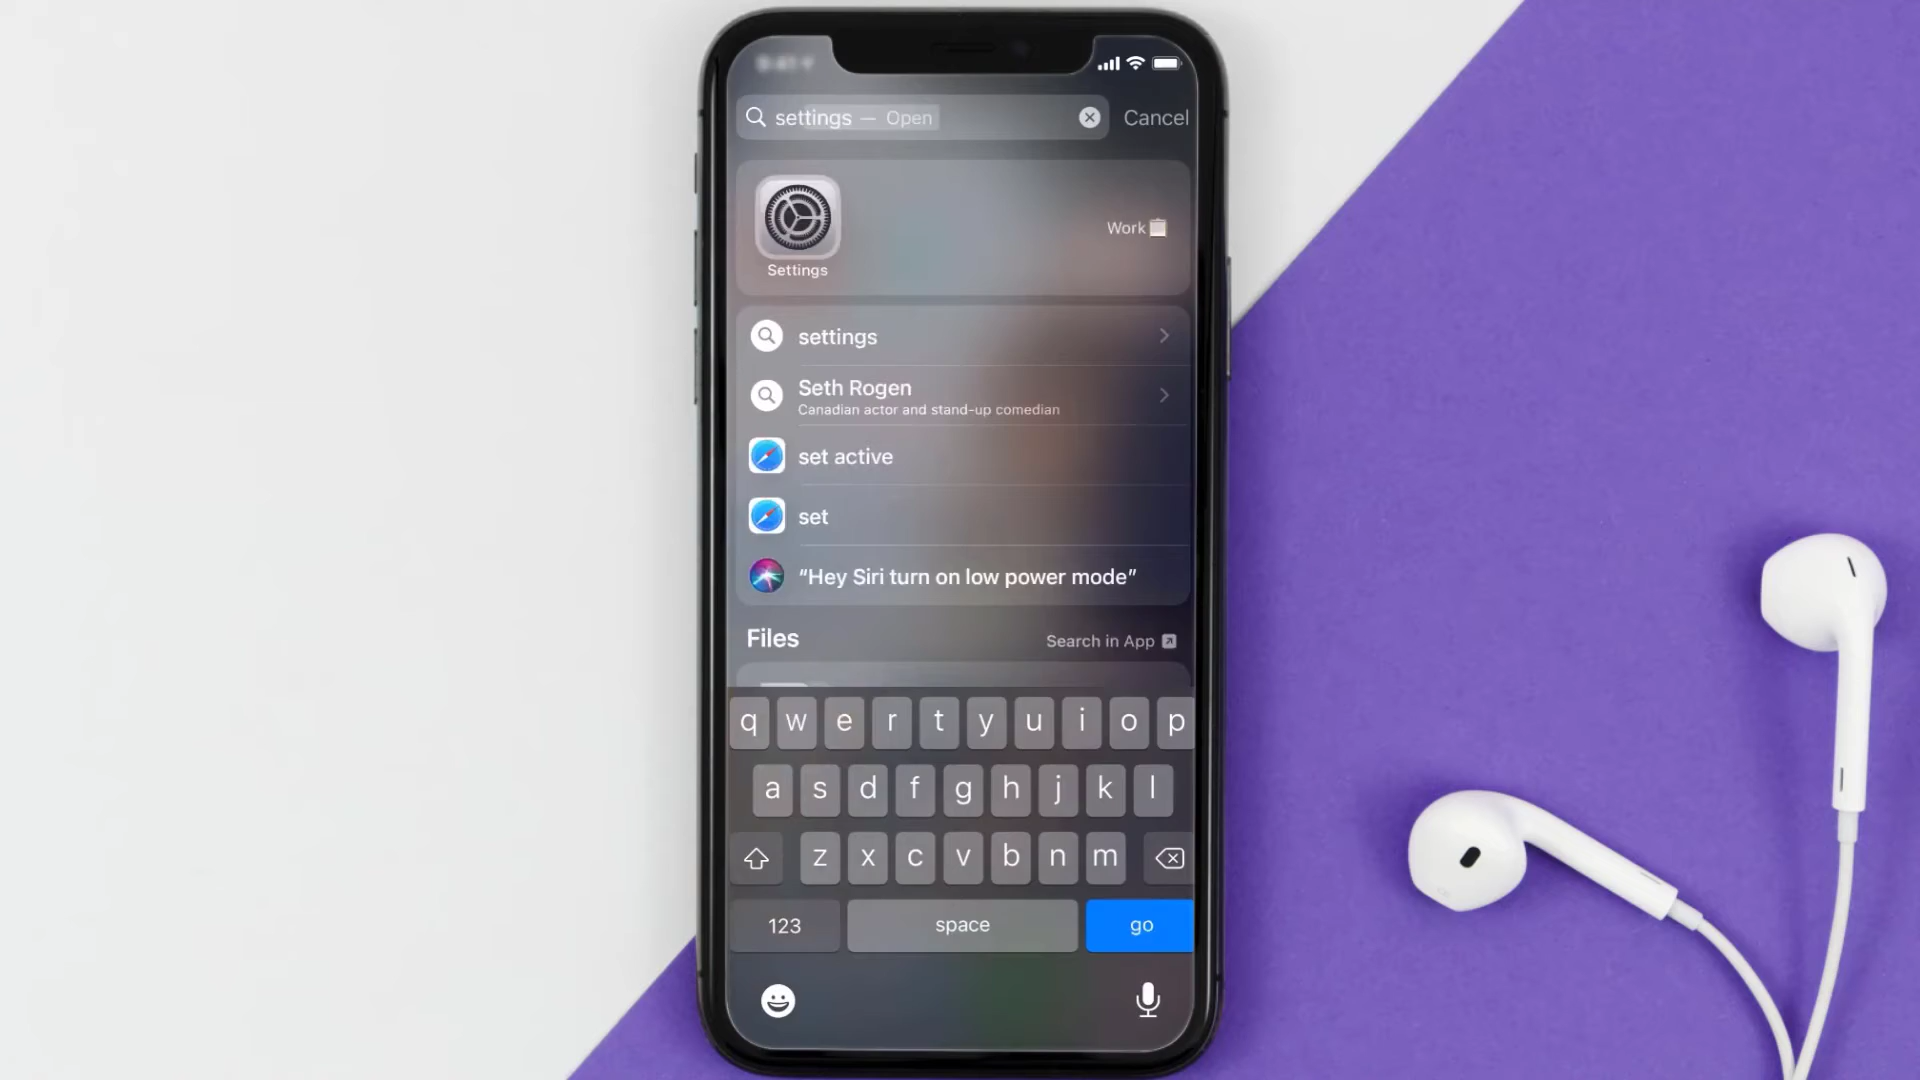 settings — Open
Cancel
Work
Settings
settings
Seth Rogen
Canadian actor and stand-up comedian
set active
set
“Hey Siri turn on low power mode”
Files
Search in App
q w e r t y u i o p
a s d f g h j k l
z x c v b n m
123
space
go